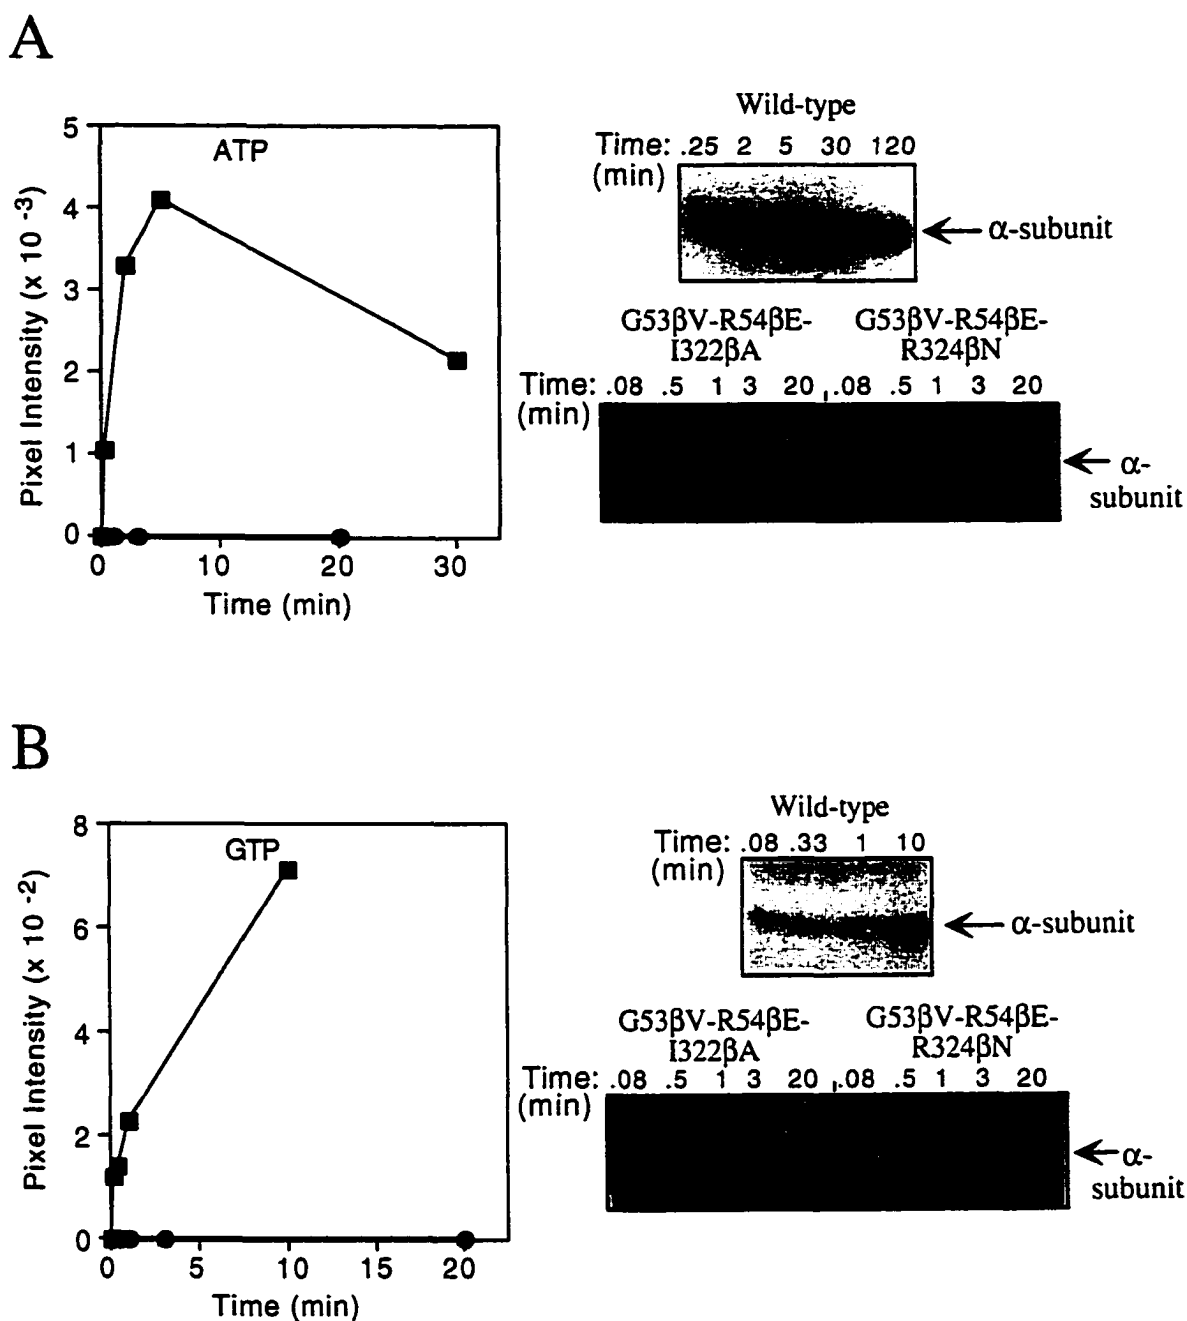 A
5
4
3
2
1
0
Pixel Intensity (x 10 -3)
ATP
0 10 20 30
Time (min)
Wild-type
Time: .25 2 5 30 120
(min)
α-subunit
G53βV-R54βE-
I322βA
G53βV-R54βE-
R324βN
Time: .08 .5 1 3 20 .08 .5 1 3 20
(min)
α-
subunit
B
8
6
4
2
0
Pixel Intensity (x 10 -2)
GTP
0 5 10 15 20
Time (min)
Wild-type
Time: .08 .33 1 10
(min)
α-subunit
G53βV-R54βE-
I322βA
G53βV-R54βE-
R324βN
Time: .08 .5 1 3 20 .08 .5 1 3 20
(min)
α-
subunit